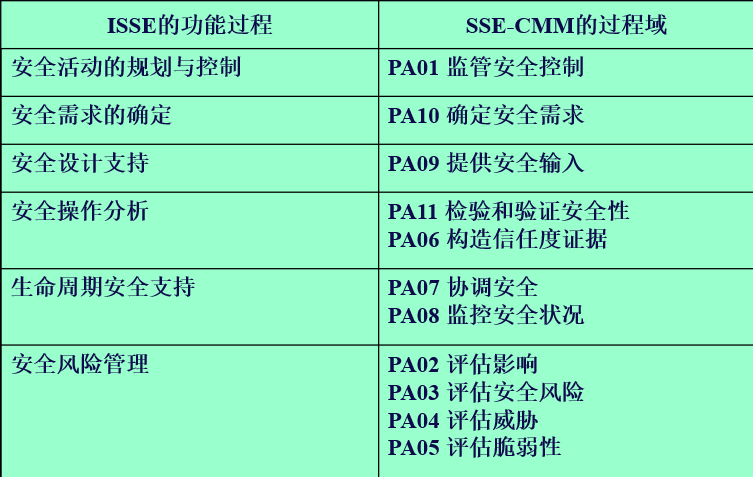 ISSE的功能过程
SSE-CMM的过程域
安全活动的规划与控制
PA01 监管安全控制
安全需求的确定
PA10 确定安全需求
安全设计支持
PA09 提供安全输入
安全操作分析
PA11 检验和验证安全性
PA06 构造信任度证据
生命周期安全支持
PA07 协调安全
PA08 监控安全状况
安全风险管理
PA02 评估影响
PA03 评估安全风险
PA04 评估威胁
PA05 评估脆弱性